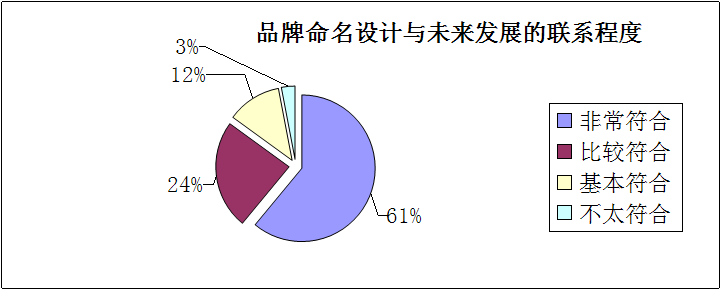 品牌命名设计与未来发展的联系程度
3%
12%
24%
61%
非常符合
比较符合
基本符合
不太符合